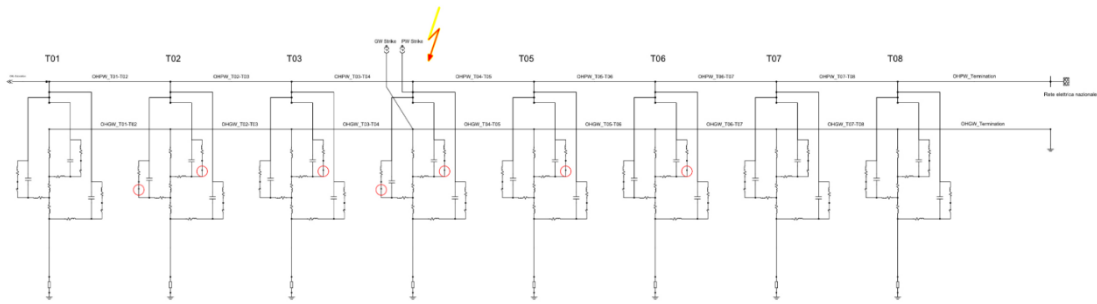 GW Strike PW Strike
T01 T02 T03 T05 T06 T07 T08
OHPW_T01-T02 OHPW_T02-T03 OHPW_T03-T04 OHPW_T04-T05 OHPW_T05-T06 OHPW_T06-T07 OHPW_T07-T08 OHPW_Termination
Rete elettrica nazionale
OHGW_T01-T02 OHGW_T02-T03 OHGW_T03-T04 OHGW_T04-T05 OHGW_T05-T06 OHGW_T06-T07 OHGW_T07-T08 OHGW_Termination